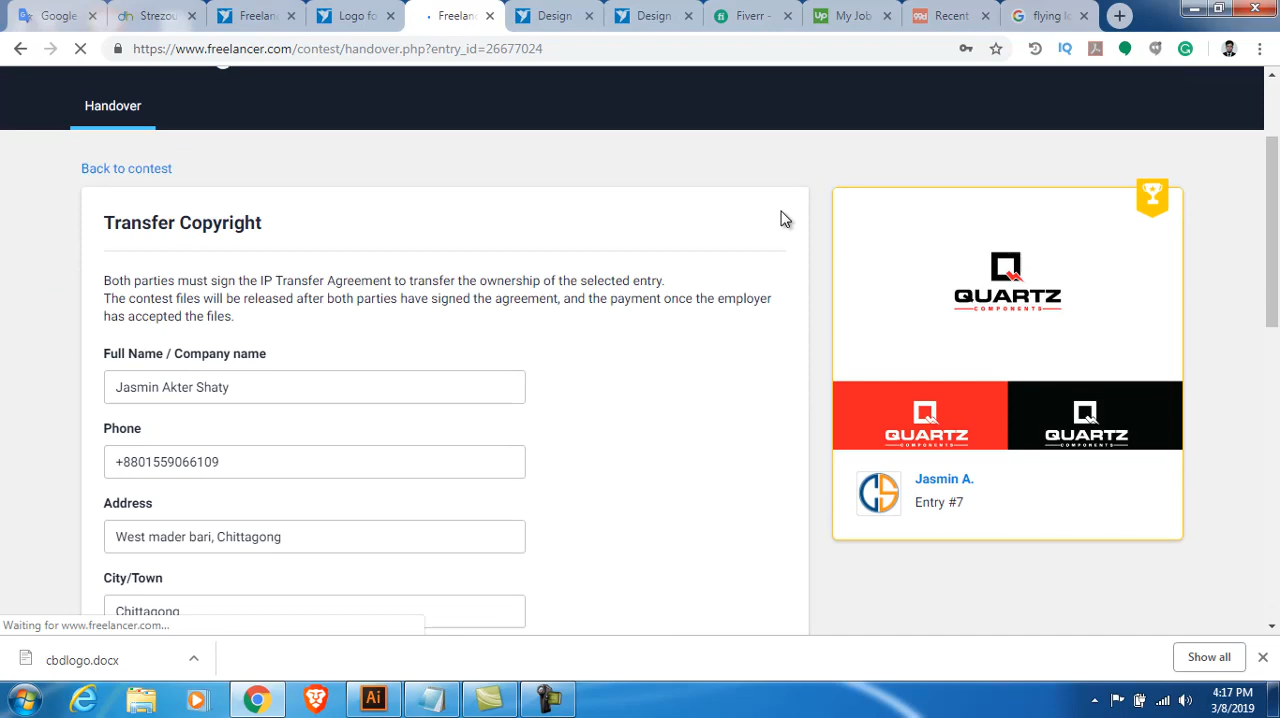 Google
Strezou
Freelan
Logo fo
Freelanc
Design
Design
Fiverr -
My Job
Recent
flying lo
https://www.freelancer.com/contest/handover.php?entry_id=26677024
Handover
Back to contest
Transfer Copyright
Both parties must sign the IP Transfer Agreement to transfer the ownership of the selected entry.
The contest files will be released after both parties have signed the agreement, and the payment once the employer
has accepted the files.
Full Name / Company name
Jasmin Akter Shaty
Phone
+8801559066109
Address
West mader bari, Chittagong
City/Town
Chittagong
QUARTZ
COMPONENTS
QUARTZ
COMPONENTS
QUARTZ
COMPONENTS
Jasmin A.
Entry #7
Waiting for www.freelancer.com...
cbdlogo.docx
Show all
Ai
4:17 PM
3/8/2019